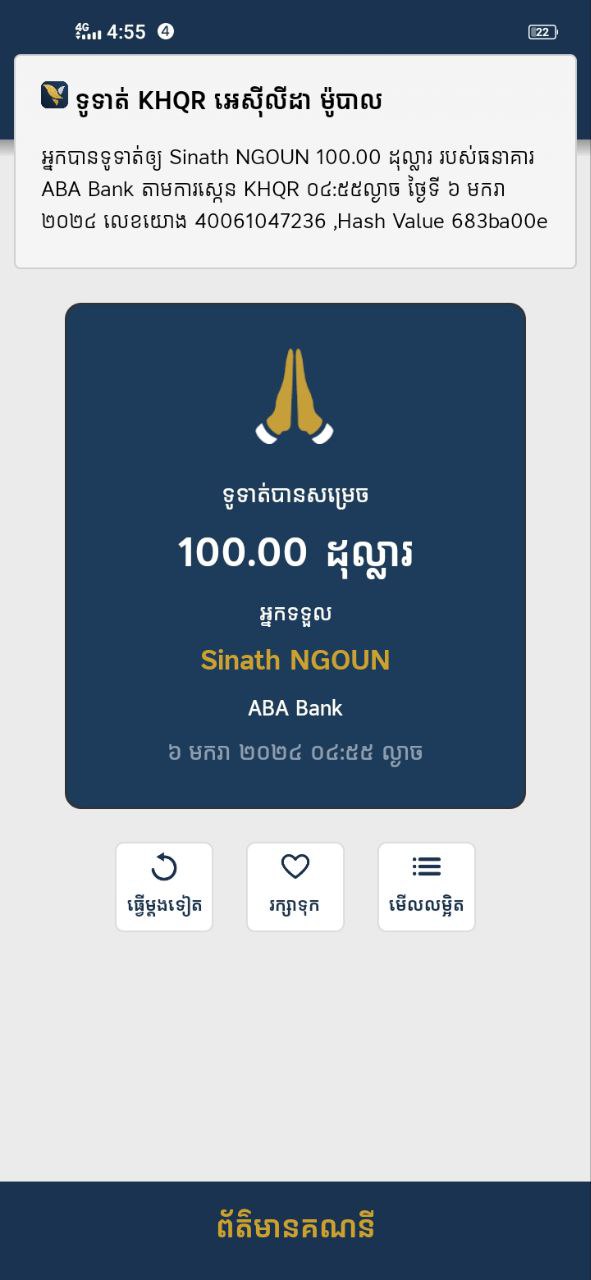 4G 4:55 4 22
ទូទាត់ KHQR អេស៊ីលីដា ម៉ូបាល
អ្នកបានទូទាត់ឲ្យ Sinath NGOUN 100.00 ដុល្លារ របស់ធនាគារ
ABA Bank តាមការស្កេន KHQR ០៤:៥៥ល្ងាច ថ្ងៃទី ៦ មករា
២០២៤ លេខយោង 40061047236 ,Hash Value 683ba00e
ទូទាត់បានសម្រេច
100.00 ដុល្លារ
អ្នកទទួល
Sinath NGOUN
ABA Bank
៦ មករា ២០២៤ ០៤:៥៥ ល្ងាច
ធ្វើម្តងទៀត រក្សាទុក មើលលម្អិត
ព័ត៌មានគណនី